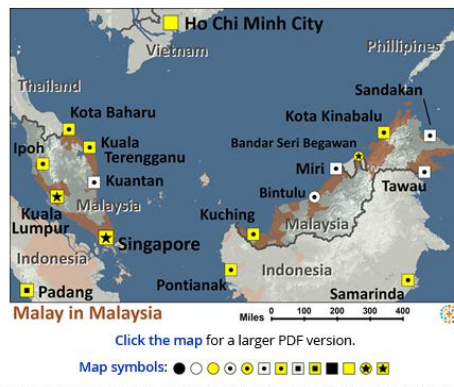 Ho Chi Minh City
Vietnam
Phillipines
Thailand
Sandakan
Kota Baharu
Kota Kinabalu
Ipoh
Kuala
Terengganu
Bandar Seri Begawan
Kuantan
Miri
Malaysia
Bintulu
Tawau
Kuala
Lumpur
Kuching
Malaysia
Singapore
Indonesia
Indonesia
Padang
Pontianak
Samarinda
Malay in Malaysia
Miles 0 100 200 300 400
Click the map for a larger PDF version.
Map symbols: